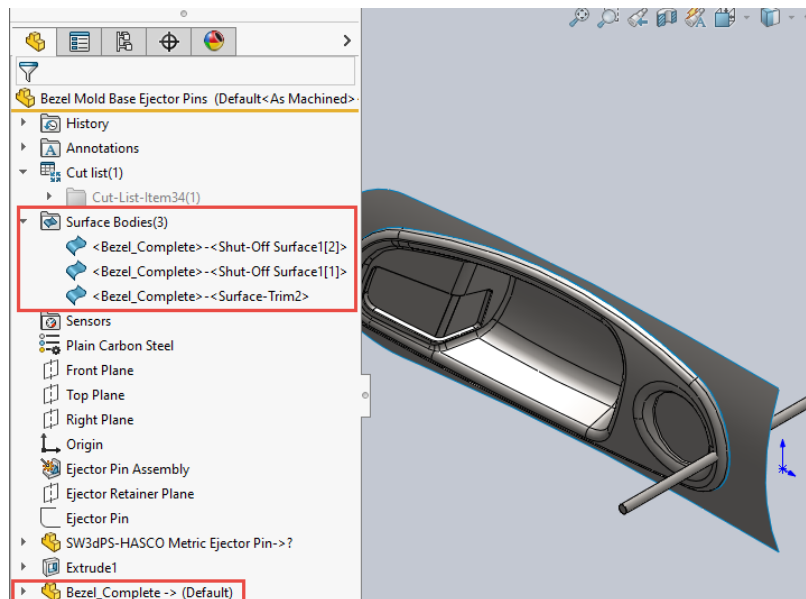 Bezel Mold Base Ejector Pins (Default<As Machined>
History
Annotations
Cut list(1)
Cut-List-Item34(1)
Surface Bodies(3)
<Bezel_Complete>-<Shut-Off Surface1[2]>
<Bezel_Complete>-<Shut-Off Surface1[1]>
<Bezel_Complete>-<Surface-Trim2>
Sensors
Plain Carbon Steel
Front Plane
Top Plane
Right Plane
Origin
Ejector Pin Assembly
Ejector Retainer Plane
Ejector Pin
SW3dPS-HASCO Metric Ejector Pin->?
Extrude1
Bezel_Complete -> (Default)